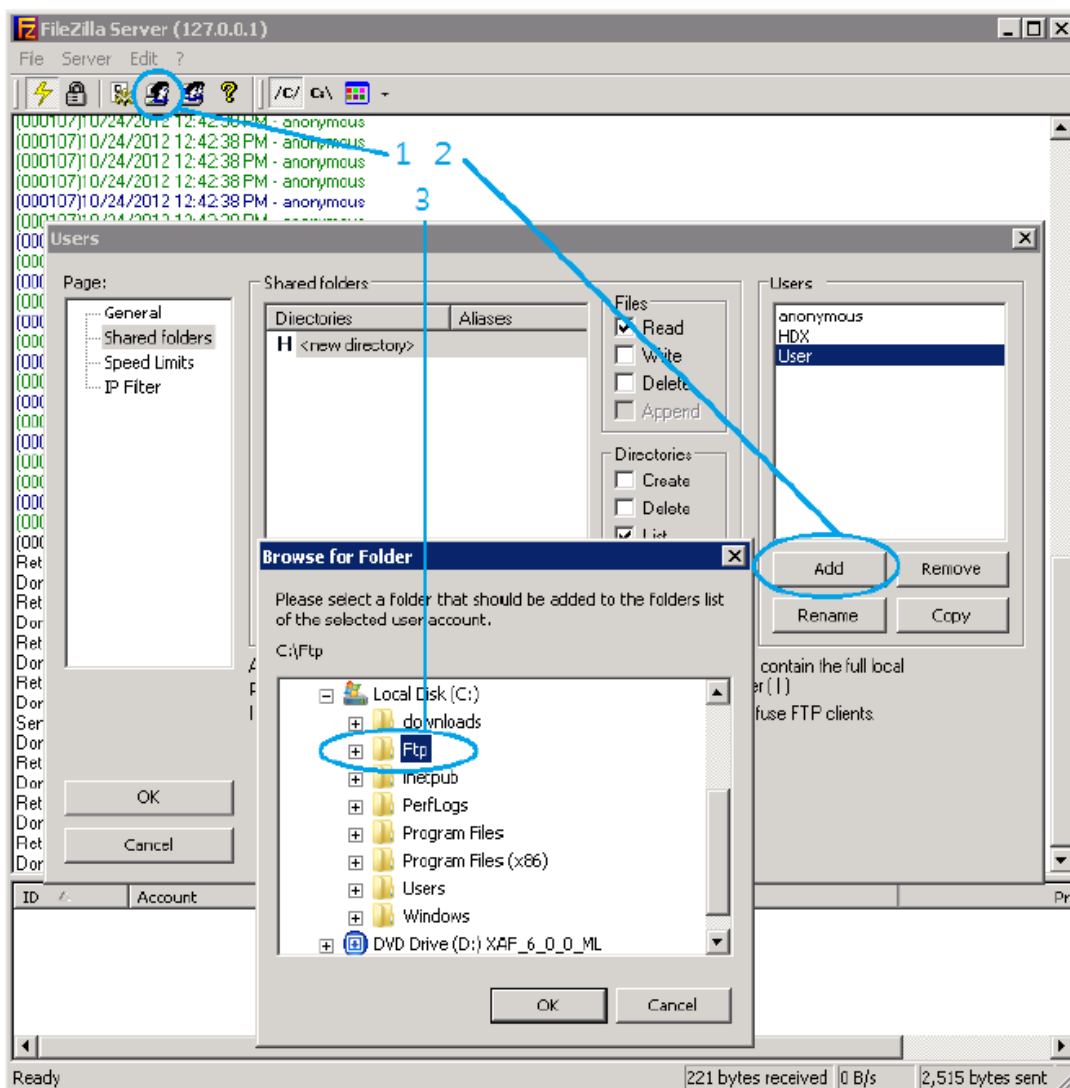 FileZilla Server (127.0.0.1)
File Server Edit ?
/C/ C:\
(000107)10/24/2012 12:42:38 PM - anonymous
(000107)10/24/2012 12:42:38 PM - anonymous
(000107)10/24/2012 12:42:38 PM - anonymous
(000107)10/24/2012 12:42:38 PM - anonymous
(000107)10/24/2012 12:42:38 PM - anonymous
1 2
3
Users
Page:
General
Shared folders
Speed Limits
IP Filter
OK
Cancel
Shared folders
Directories Aliases
H <new directory>
Files
Read
Write
Delete
Append
Directories
Create
Delete
List
Users
anonymous
HDX
User
Add Remove
Rename Copy
contain the full local
fuse FTP clients.
Browse for Folder
Please select a folder that should be added to the folders list
of the selected user account.
C:\Ftp
Local Disk (C:)
downloads
Ftp
inetpub
PerfLogs
Program Files
Program Files (x86)
Users
Windows
DVD Drive (D:) XAF_6_0_0_ML
OK Cancel
ID Account
Ready 221 bytes received 0 B/s 2,515 bytes sent